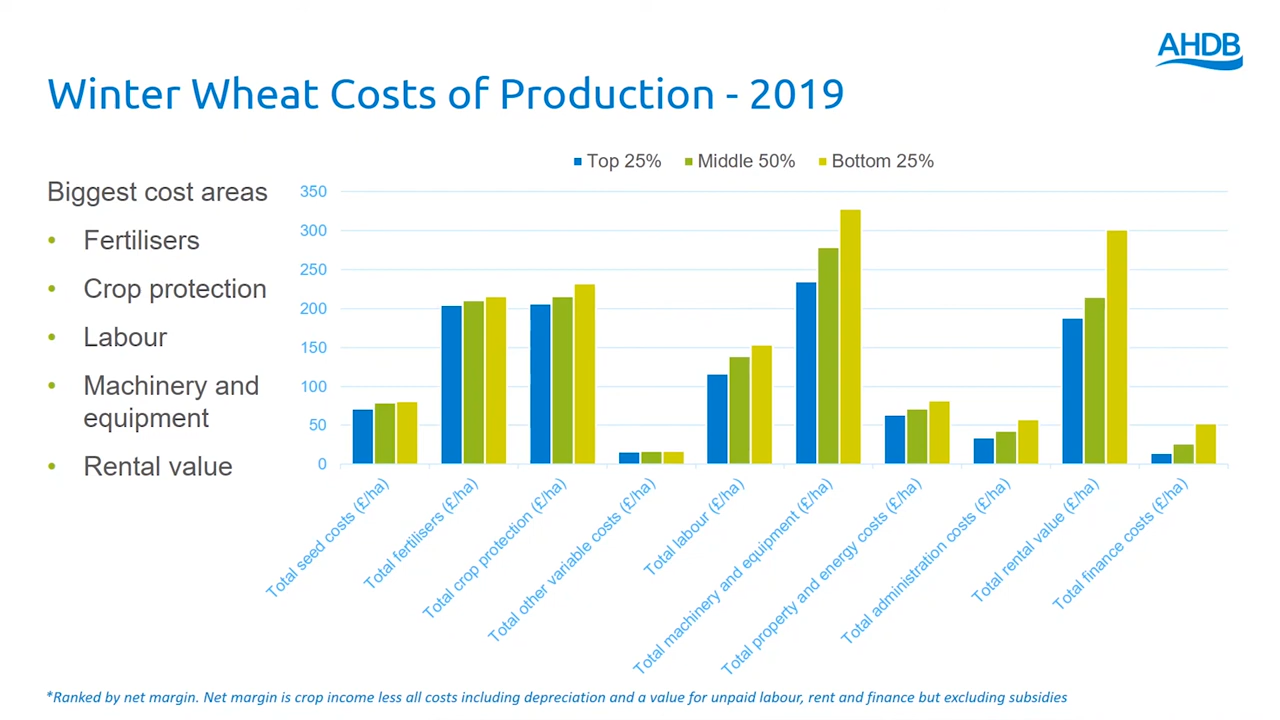 AHDB
Winter Wheat Costs of Production - 2019
Biggest cost areas
• Fertilisers
• Crop protection
• Labour
• Machinery and
equipment
• Rental value
Top 25% Middle 50% Bottom 25%
350
300
250
200
150
100
50
0
Total seed costs (£/ha)
Total fertilisers (£/ha)
Total crop protection (£/ha)
Total other variable costs (£/ha)
Total labour (£/ha)
Total machinery and equipment (£/ha)
Total property and energy costs (£/ha)
Total administration costs (£/ha)
Total rental value (£/ha)
Total finance costs (£/ha)
*Ranked by net margin. Net margin is crop income less all costs including depreciation and a value for unpaid labour, rent and finance but excluding subsidies